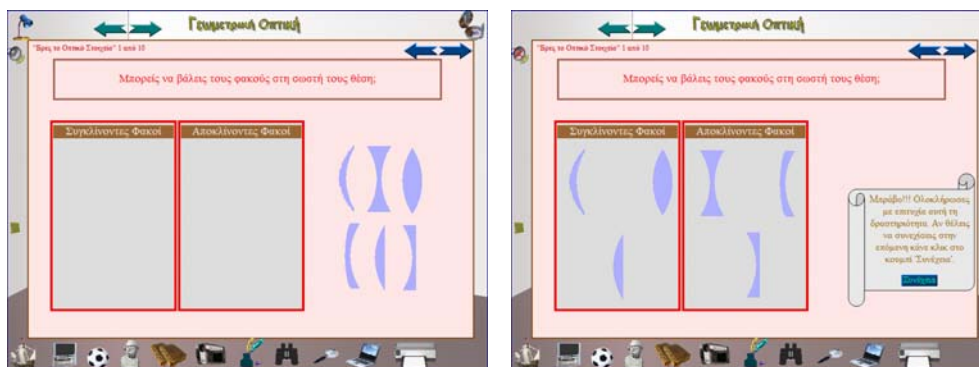 Γεωμετρική Οπτική
"Βρες το Οπτικό Στοιχείο" 1 από 18
Μπορείς να βάλεις τους φακούς στη σωστή τους θέση;
Συγκλίνοντες Φακοί
Αποκλίνοντες Φακοί
Γεωμετρική Οπτική
"Βρες το Οπτικό Στοιχείο" 1 από 18
Μπορείς να βάλεις τους φακούς στη σωστή τους θέση;
Συγκλίνοντες Φακοί
Αποκλίνοντες Φακοί
Μπράβο!!! Ολοκλήρωσες
με επιτυχία αυτή τη
δραστηριότητα. Αν θέλεις
να συνεχίσεις στην
επόμενη κάνε κλικ στο
κουμπί 'Συνέχεια'.
Συνέχεια